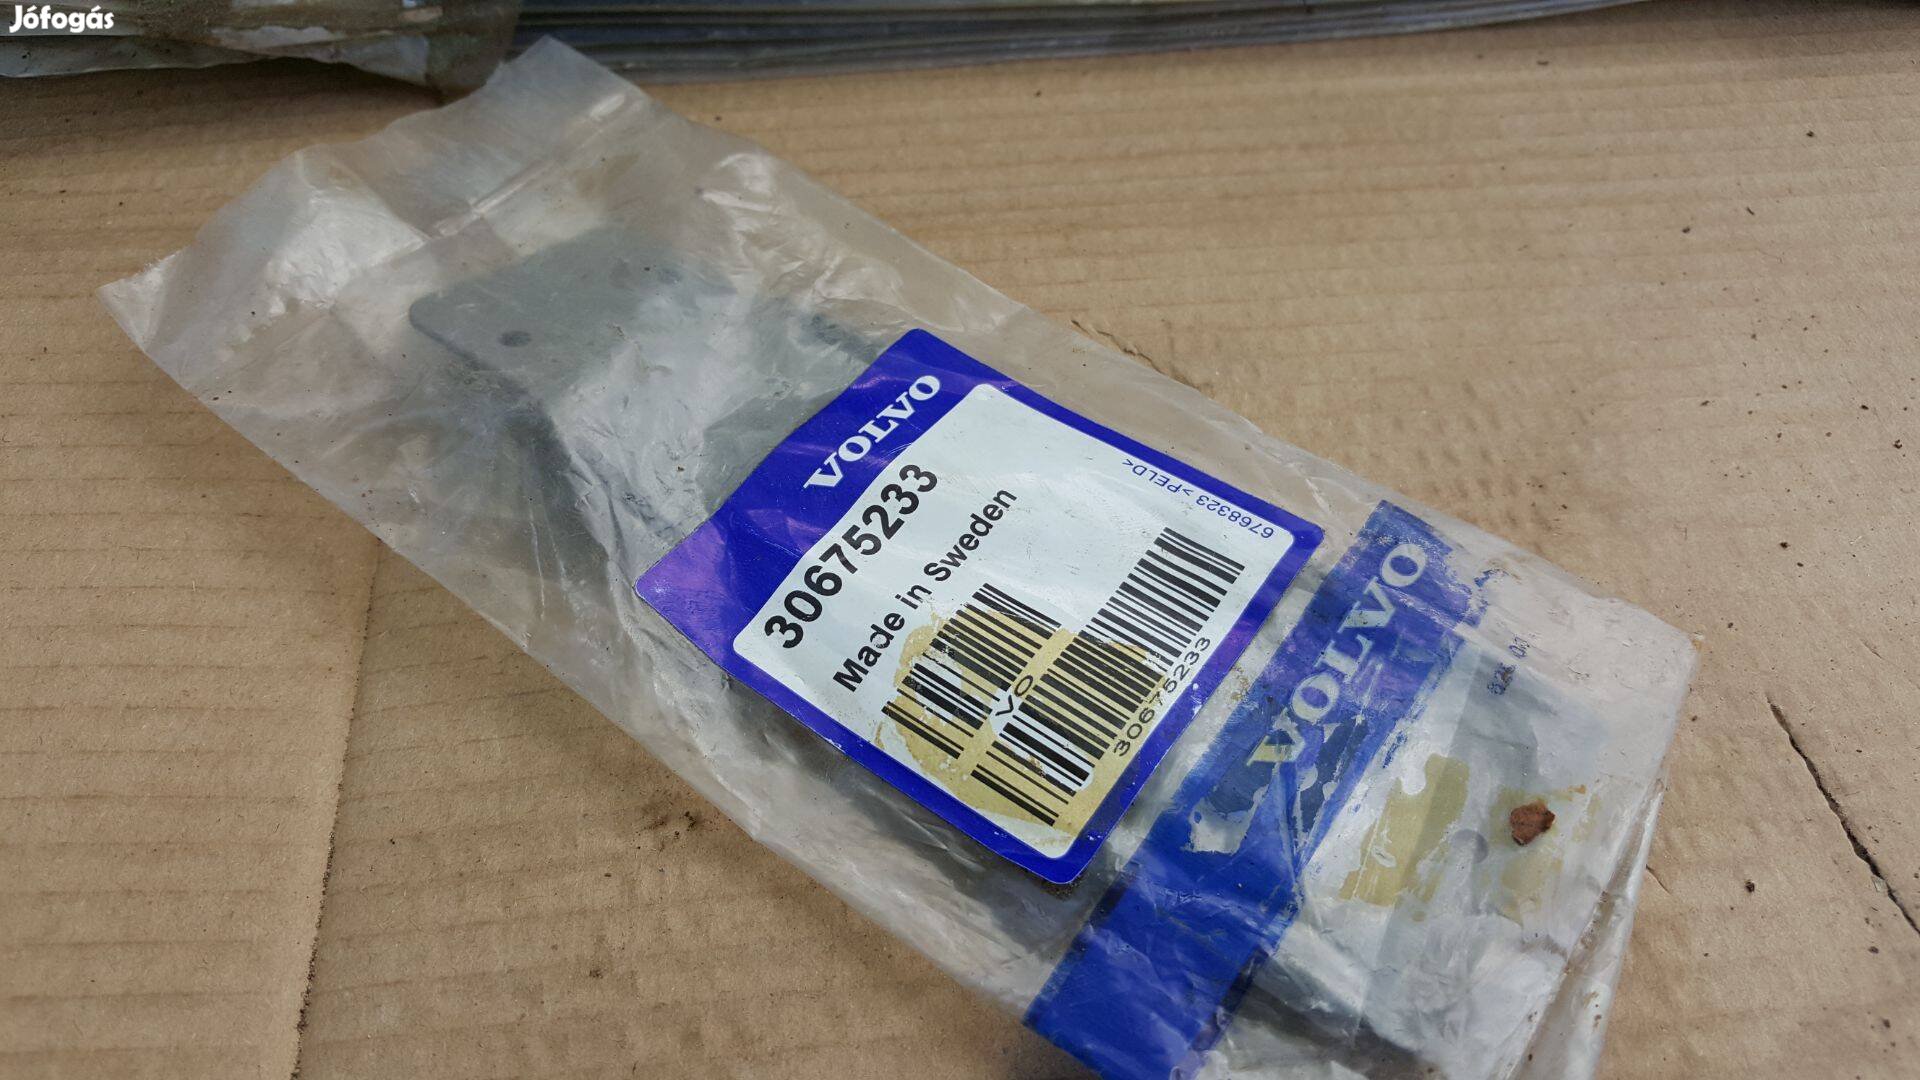 Jófogás
VOLVO
30675233
Made in Sweden
6768323 >PELD<
VO
30675233
VOLVO